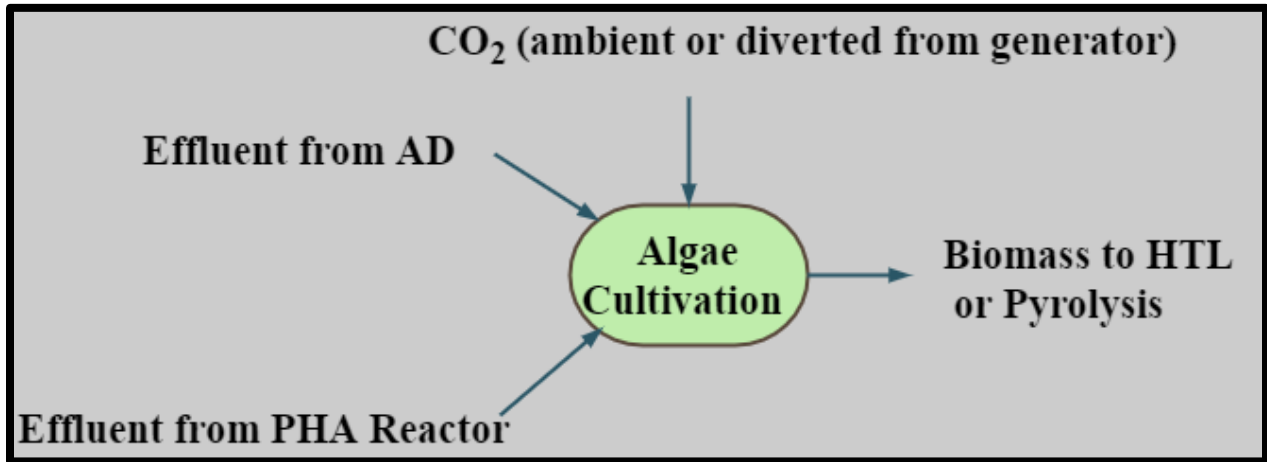 CO₂ (ambient or diverted from generator)
Effluent from AD
Algae
Cultivation
Biomass to HTL
or Pyrolysis
Effluent from PHA Reactor